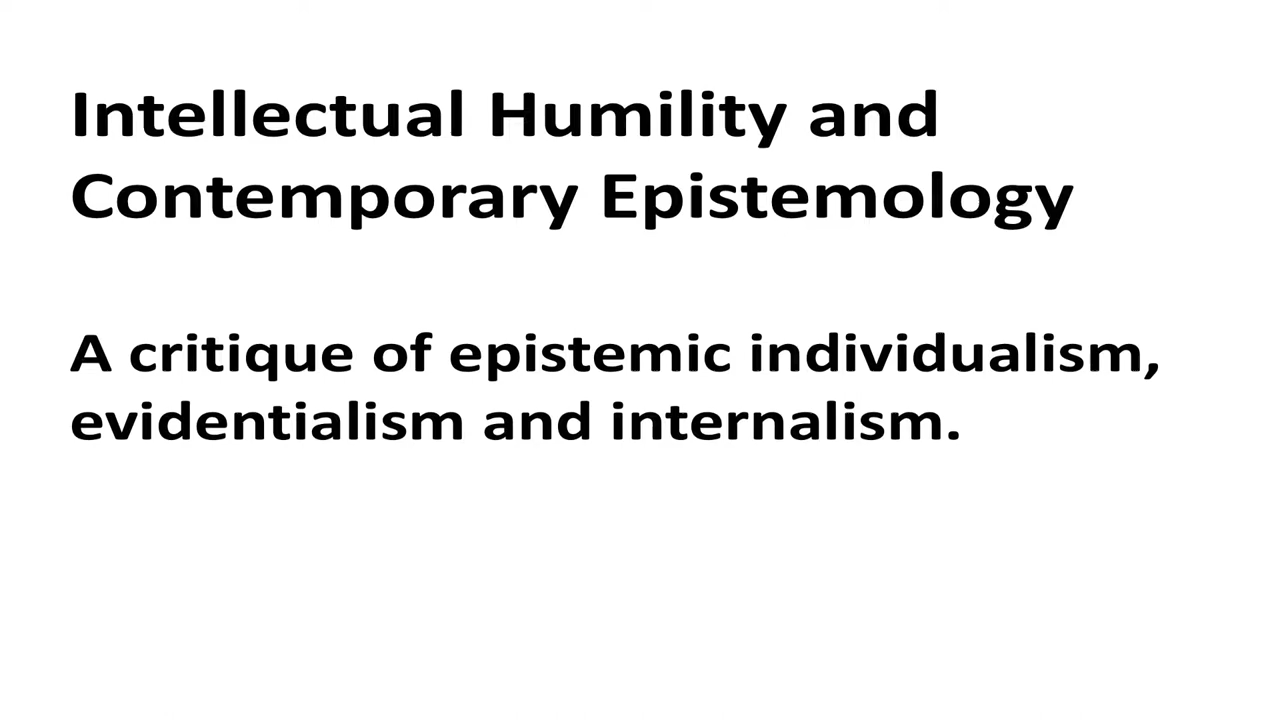 Intellectual Humility and
Contemporary Epistemology
A critique of epistemic individualism,
evidentialism and internalism.